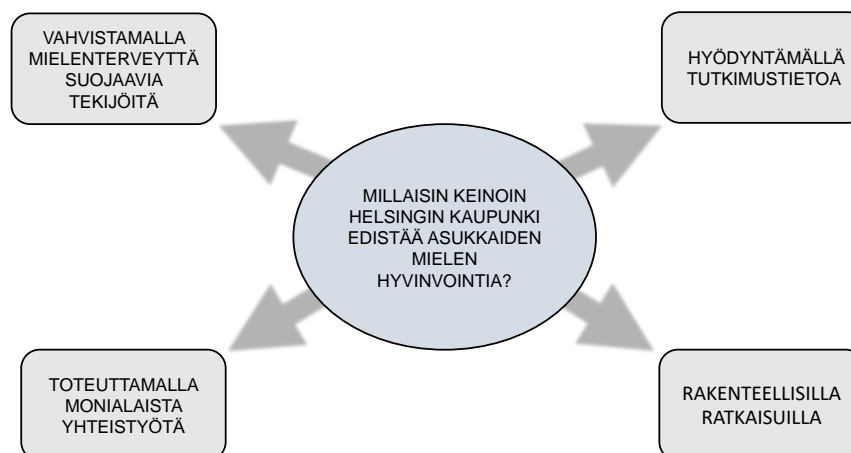 VAHVISTAMALLA
MIELENTERVEYTTÄ
SUOJAAVIA
TEKIJÖITÄ
HYÖDYNTÄMÄLLÄ
TUTKIMUSTIETOA
MILLAISIN KEINOIN
HELSINGIN KAUPUNKI
EDISTÄÄ ASUKKAIDEN
MIELEN
HYVINVOINTIA?
TOTEUTTAMALLA
MONIALAISTA
YHTEISTYÖTÄ
RAKENTEELLISILLA
RATKAISUILLA